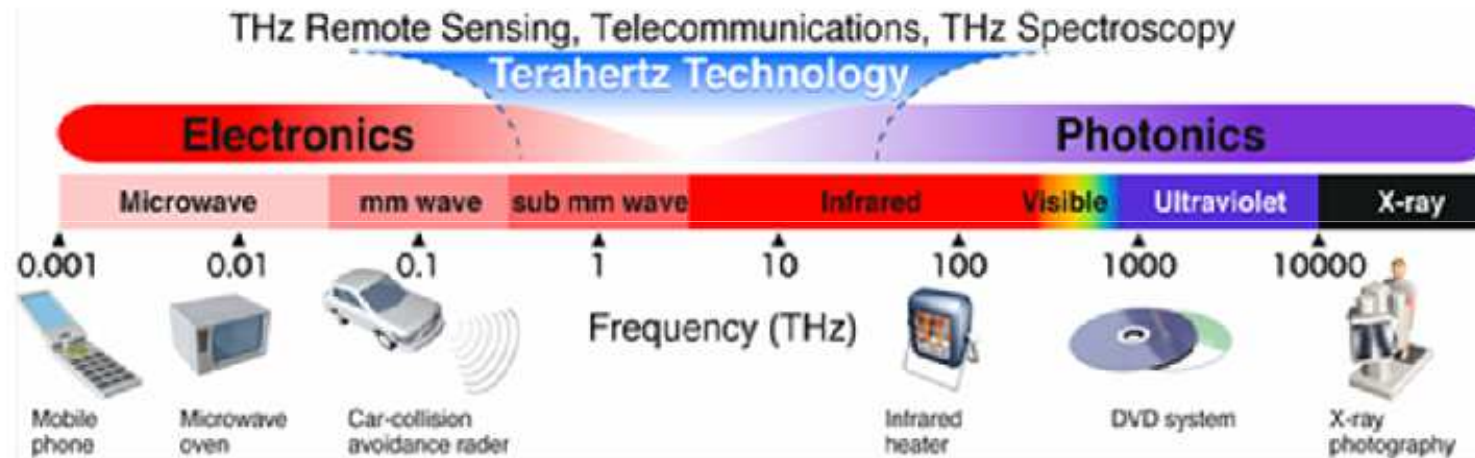 THz Remote Sensing, Telecommunications, THz Spectroscopy
Terahertz Technology
Electronics Photonics
Microwave mm wave sub mm wave Infrared Visible Ultraviolet X-ray
0.001 0.01 0.1 1 10 100 1000 10000
Frequency (THz)
Mobile phone
Microwave oven
Car-collision avoidance rader
Infrared heater
DVD system
X-ray photography